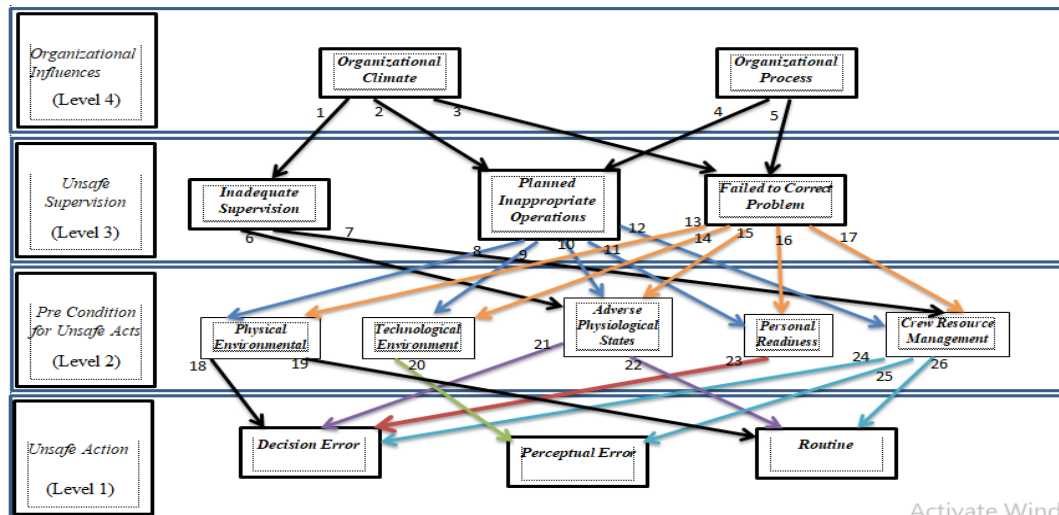 Organizational
Influences
(Level 4)
Organizational
Climate
Organizational
Process
1
2
3
4
5
Unsafe
Supervision
(Level 3)
Inadequate
Supervision
Planned
Inappropriate
Operations
Failed to Correct
Problem
6
7
8
9
10
11
12
13
14
15
16
17
Pre Condition
for Unsafe Acts
(Level 2)
Physical
Environmental
Technological
Environment
Adverse
Physiological
States
Personal
Readiness
Crew Resource
Management
18
19
20
21
22
23
24
25
26
Unsafe Action
(Level 1)
Decision Error
Perceptual Error
Routine
Activate Wind